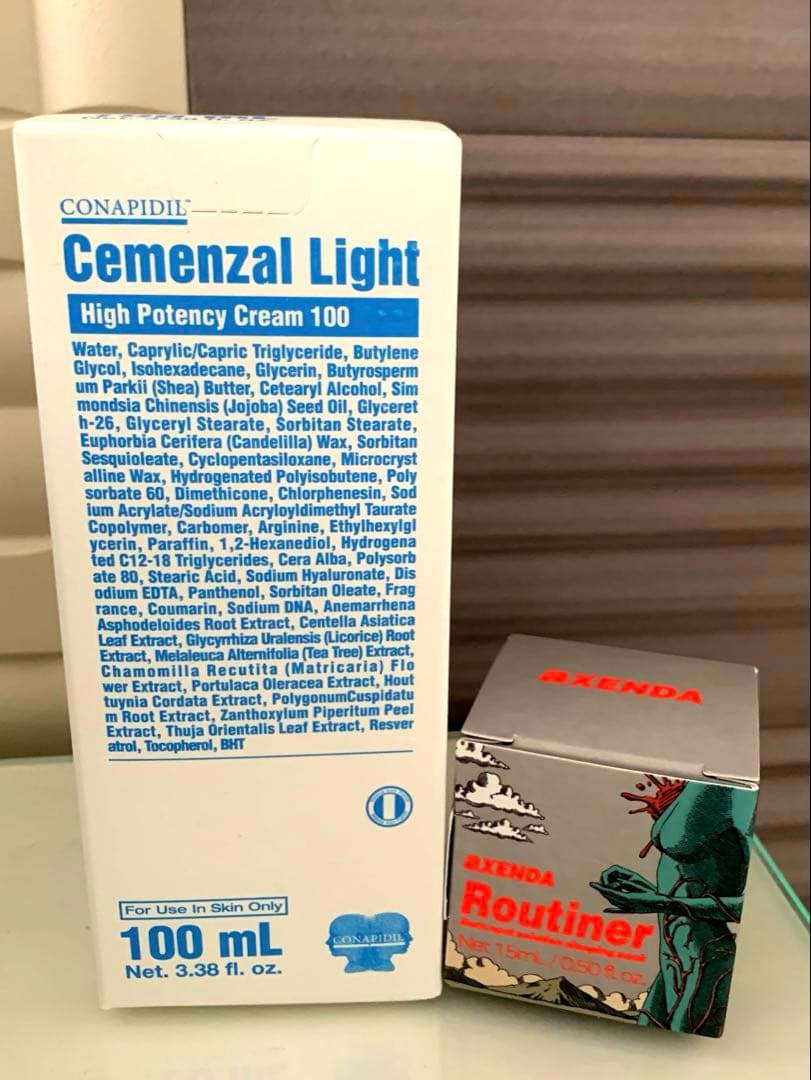 CONAPIDIL™
Cemenzal Light
High Potency Cream 100
Water, Caprylic/Capric Triglyceride, Butylene
Glycol, Isohexadecane, Glycerin, Butyrosperm
um Parkii (Shea) Butter, Cetearyl Alcohol, Sim
mondsia Chinensis (Jojoba) Seed Oil, Glyceret
h-26, Glyceryl Stearate, Sorbitan Stearate,
Euphorbia Cerifera (Candelilla) Wax, Sorbitan
Sesquioleate, Cyclopentasiloxane, Microcryst
alline Wax, Hydrogenated Polyisobutene, Poly
sorbate 60, Dimethicone, Chlorphenesin, Sod
ium Acrylate/Sodium Acryloyldimethyl Taurate
Copolymer, Carbomer, Arginine, Ethylhexylgl
ycerin, Paraffin, 1,2-Hexanediol, Hydrogena
ted C12-18 Triglycerides, Cera Alba, Polysorb
ate 80, Stearic Acid, Sodium Hyaluronate, Dis
odium EDTA, Panthenol, Sorbitan Oleate, Frag
rance, Coumarin, Sodium DNA, Anemarrhena
Asphodeloides Root Extract, Centella Asiatica
Leaf Extract, Glycyrrhiza Uralensis (Licorice) Root
Extract, Melaleuca Alternifolia (Tea Tree) Extract,
Chamomilla Recutita (Matricaria) Flo
wer Extract, Portulaca Oleracea Extract, Hout
tuynia Cordata Extract, PolygonumCuspidatu
m Root Extract, Zanthoxylum Piperitum Peel
Extract, Thuja Orientalis Leaf Extract, Resver
atrol, Tocopherol, BHT
For Use In Skin Only
100 mL
Net. 3.38 fl. oz.
CONAPIDIL
aXENDA
aXENDA
Routiner
Net 15mL/0.50 fl oz.